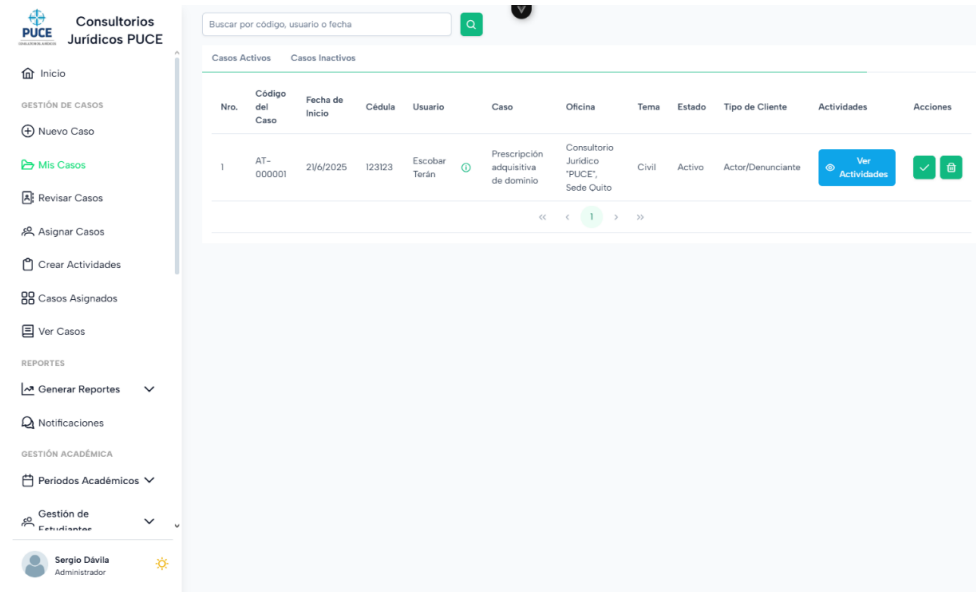 PUCE
Consultorios
Jurídicos PUCE
Inicio
GESTIÓN DE CASOS
Nuevo Caso
Mis Casos
Revisar Casos
Asignar Casos
Crear Actividades
Casos Asignados
Ver Casos
REPORTES
Generar Reportes
Notificaciones
GESTIÓN ACADÉMICA
Periodos Académicos
Gestión de
Estudiantes
Sergio Dávila
Administrador
Buscar por código, usuario o fecha
Casos Activos Casos Inactivos
Nro. Código del Caso Fecha de Inicio Cédula Usuario Caso Oficina Tema Estado Tipo de Cliente Actividades Acciones
1 AT-000001 21/6/2025 123123 Escobar Terán Prescripción adquisitiva de dominio Consultorio Jurídico "PUCE", Sede Quito Civil Activo Actor/Denunciante Ver Actividades
« ‹ 1 › »